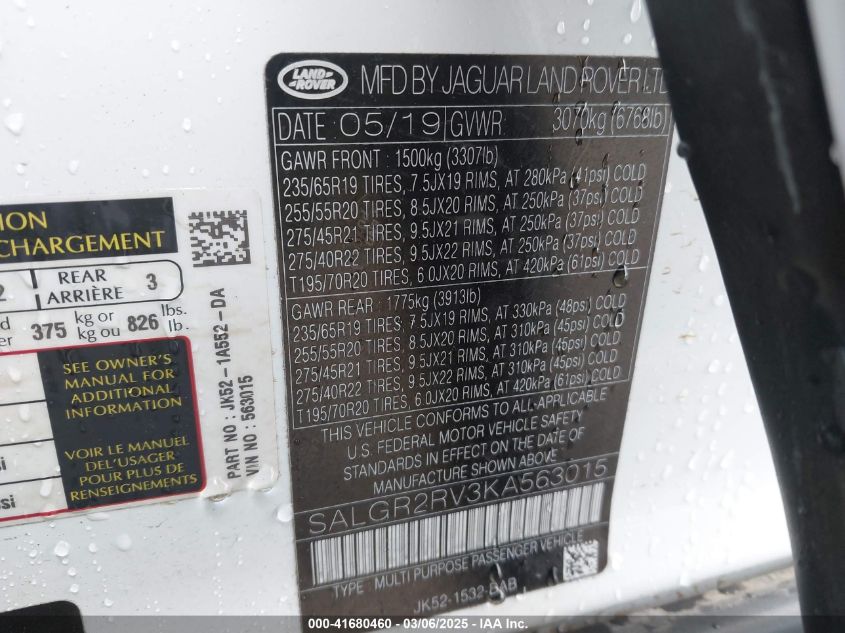 LAND
ROVER
MFD BY JAGUAR LAND ROVER LTD
DATE 05/19 GVWR: 3070kg (6768lb)
GAWR FRONT : 1500kg (3307lb)
235/65R19 TIRES, 7.5JX19 RIMS, AT 280kPa (41psi) COLD
255/55R20 TIRES, 8.5JX20 RIMS, AT 250kPa (37psi) COLD
275/45R21 TIRES, 9.5JX21 RIMS, AT 250kPa (37psi) COLD
275/40R22 TIRES, 9.5JX22 RIMS, AT 250kPa (37psi) COLD
T195/70R20 TIRES, 6.0JX20 RIMS, AT 420kPa (61psi) COLD
GAWR REAR : 1775kg (3913lb)
235/65R19 TIRES, 7.5JX19 RIMS, AT 330kPa (48psi) COLD
255/55R20 TIRES, 8.5JX20 RIMS, AT 310kPa (45psi) COLD
275/45R21 TIRES, 9.5JX21 RIMS, AT 310kPa (45psi) COLD
275/40R22 TIRES, 9.5JX22 RIMS, AT 310kPa (45psi) COLD
T195/70R20 TIRES, 6.0JX20 RIMS, AT 420kPa (61psi) COLD
THIS VEHICLE CONFORMS TO ALL-APPLICABLE
U.S. FEDERAL MOTOR VEHICLE SAFETY
STANDARDS IN EFFECT ON THE DATE OF
MANUFACTURE SHOWN ABOVE.
SALGR2RV3KA563015
TYPE MULTI PURPOSE PASSENGER VEHICLE
JK52-1532-BAB
CHARGEMENT
2 REAR 3
ARRIÈRE
375 kg or 826 lbs.
kg ou lb.
SEE OWNER'S
MANUAL FOR
ADDITIONAL
INFORMATION
VOIR LE MANUEL
DEL'USAGER
POUR PLUS DE
RENSEIGNEMENTS
PART NO : JK52-1A552-DA
VIN NO : 563015
000-41680460 - 03/06/2025 - IAA Inc.